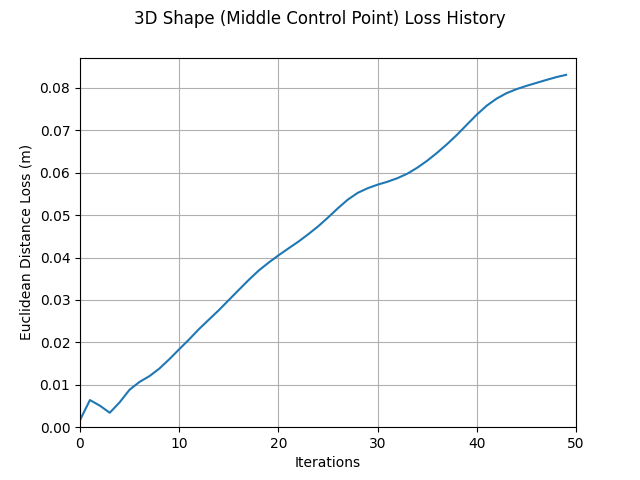 3D Shape (Middle Control Point) Loss History
0.08
0.07
0.06
0.05
0.04
0.03
0.02
0.01
0.00
Euclidean Distance Loss (m)
0 10 20 30 40 50
Iterations